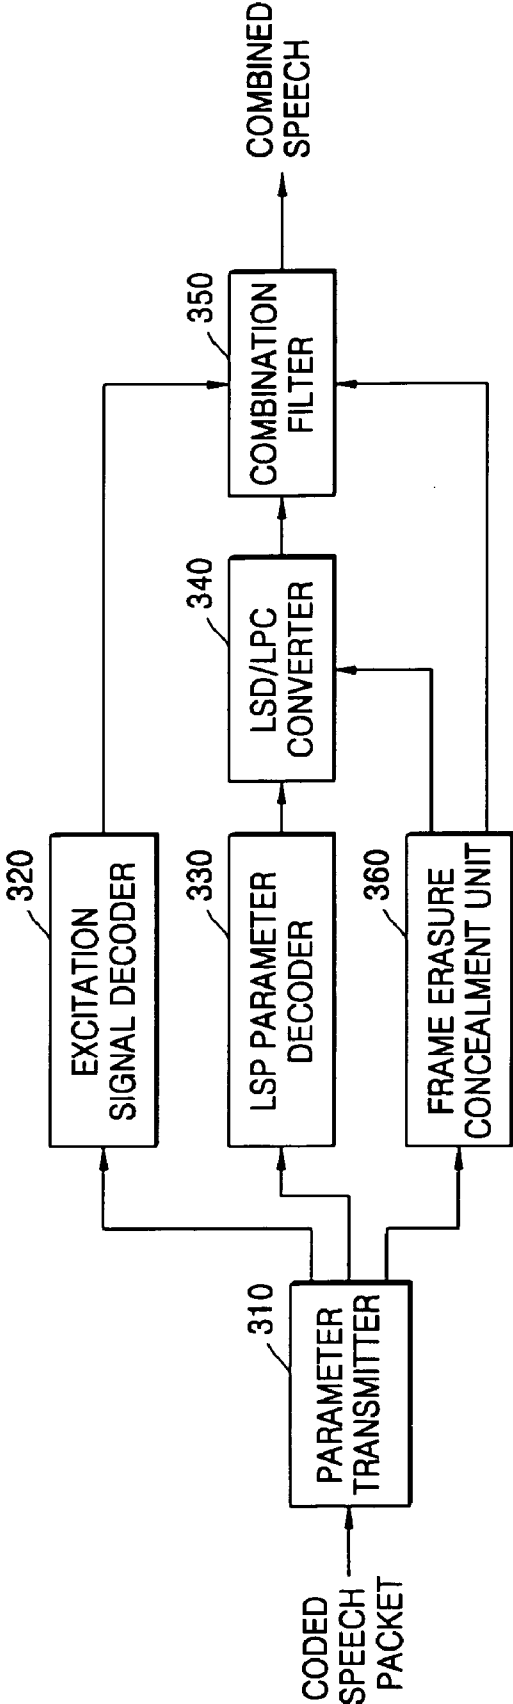 CODED
SPEECH
PACKET
310
PARAMETER
TRANSMITTER
320
EXCITATION
SIGNAL DECODER
330
LSP PARAMETER
DECODER
360
FRAME ERASURE
CONCEALMENT UNIT
340
LSD/LPC
CONVERTER
350
COMBINATION
FILTER
COMBINED
SPEECH